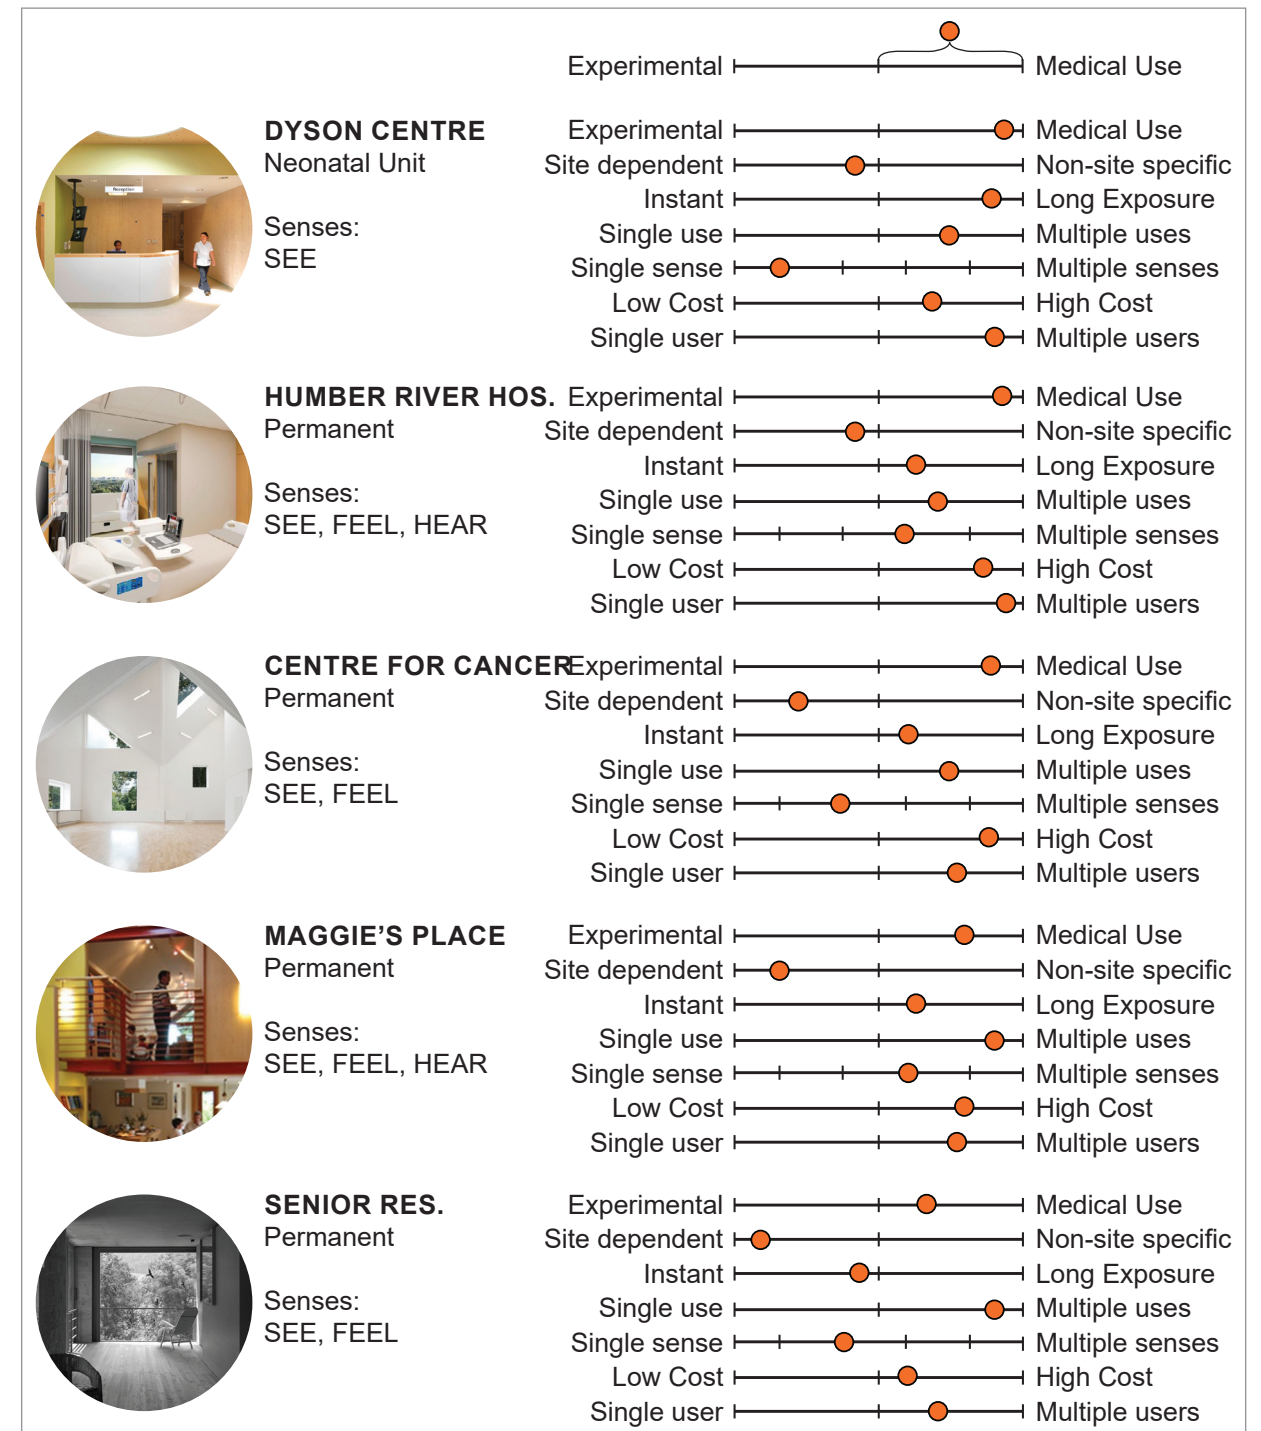 Experimental Medical Use
DYSON CENTRE
Neonatal Unit
Senses:
SEE
Reception
Experimental Medical Use
Site dependent Non-site specific
Instant Long Exposure
Single use Multiple uses
Single sense Multiple senses
Low Cost High Cost
Single user Multiple users
HUMBER RIVER HOS.
Permanent
Senses:
SEE, FEEL, HEAR
Experimental Medical Use
Site dependent Non-site specific
Instant Long Exposure
Single use Multiple uses
Single sense Multiple senses
Low Cost High Cost
Single user Multiple users
CENTRE FOR CANCER
Permanent
Senses:
SEE, FEEL
Experimental Medical Use
Site dependent Non-site specific
Instant Long Exposure
Single use Multiple uses
Single sense Multiple senses
Low Cost High Cost
Single user Multiple users
MAGGIE’S PLACE
Permanent
Senses:
SEE, FEEL, HEAR
Experimental Medical Use
Site dependent Non-site specific
Instant Long Exposure
Single use Multiple uses
Single sense Multiple senses
Low Cost High Cost
Single user Multiple users
SENIOR RES.
Permanent
Senses:
SEE, FEEL
Experimental Medical Use
Site dependent Non-site specific
Instant Long Exposure
Single use Multiple uses
Single sense Multiple senses
Low Cost High Cost
Single user Multiple users